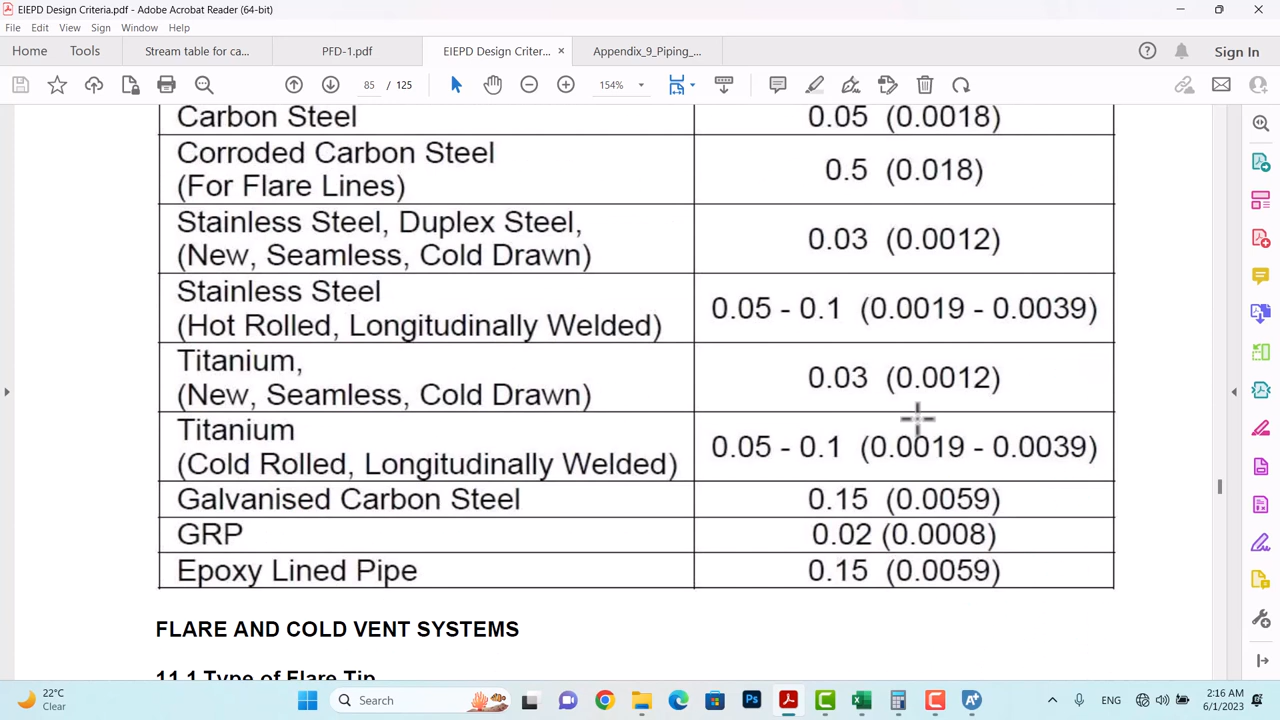 EIEPD Design Criteria.pdf - Adobe Acrobat Reader (64-bit)
File Edit View Sign Window Help
Home Tools Stream table for ca... PFD-1.pdf EIEPD Design Criter... × Appendix_9_Piping_... Sign In
85 / 125 154%
Carbon Steel 0.05 (0.0018)
Corroded Carbon Steel
(For Flare Lines) 0.5 (0.018)
Stainless Steel, Duplex Steel,
(New, Seamless, Cold Drawn) 0.03 (0.0012)
Stainless Steel
(Hot Rolled, Longitudinally Welded) 0.05 - 0.1 (0.0019 - 0.0039)
Titanium,
(New, Seamless, Cold Drawn) 0.03 (0.0012)
Titanium
(Cold Rolled, Longitudinally Welded) 0.05 - 0.1 (0.0019 - 0.0039)
Galvanised Carbon Steel 0.15 (0.0059)
GRP 0.02 (0.0008)
Epoxy Lined Pipe 0.15 (0.0059)
FLARE AND COLD VENT SYSTEMS
11.1 Type of Flare Tip
22°C
Clear
Search
ENG
2:16 AM
6/1/2023